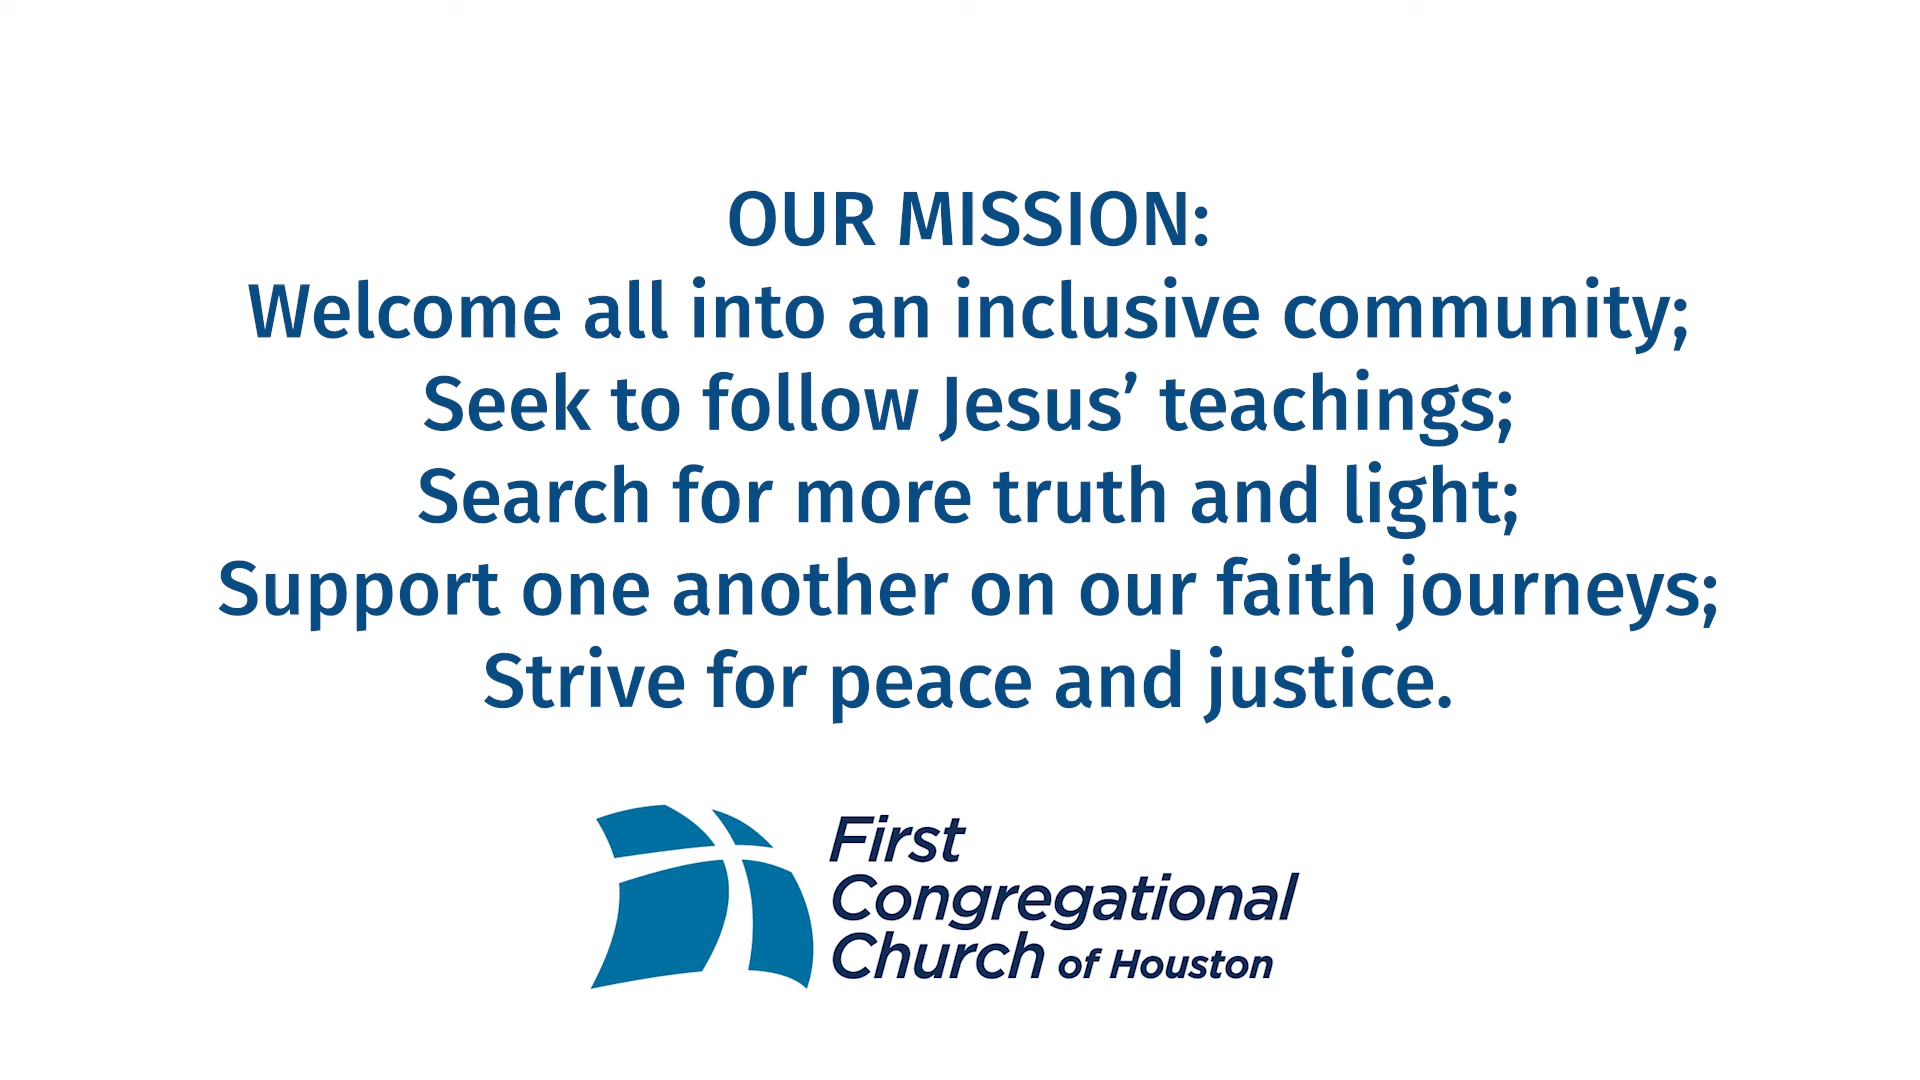 OUR MISSION:
Welcome all into an inclusive community;
Seek to follow Jesus’ teachings;
Search for more truth and light;
Support one another on our faith journeys;
Strive for peace and justice.
First
Congregational
Church of Houston